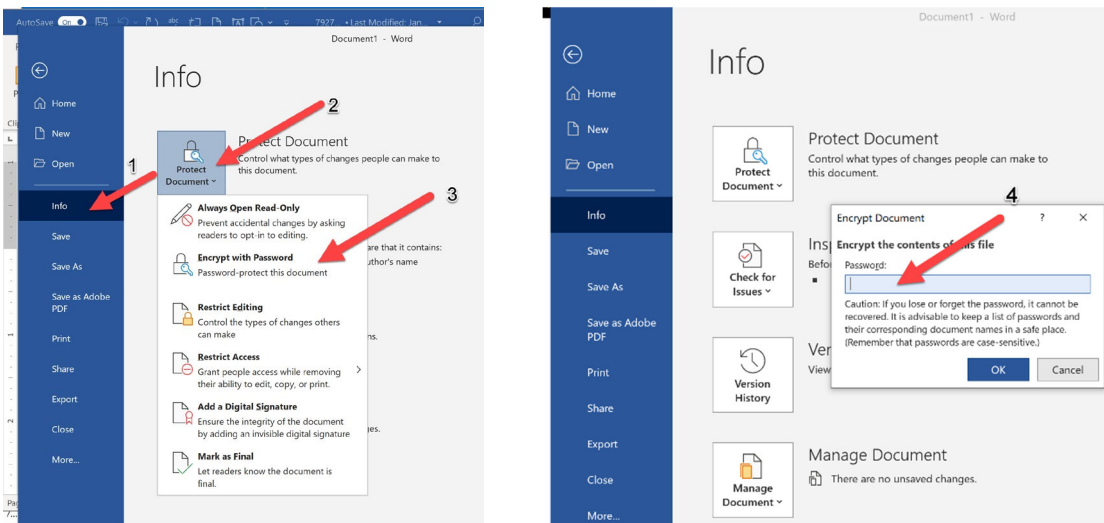 AutoSave On
7927... • Last Modified: Jan...
Document1 - Word
Info
Home
New
Open
Info
Save
Save As
Save as Adobe
PDF
Print
Share
Export
Close
More...
1
2
3
Protect
Document
Protect Document
Control what types of changes people can make to
this document.
Always Open Read-Only
Prevent accidental changes by asking
readers to opt-in to editing.
Encrypt with Password
Password-protect this document
Restrict Editing
Control the types of changes others
can make
Restrict Access
Grant people access while removing
their ability to edit, copy, or print.
Add a Digital Signature
Ensure the integrity of the document
by adding an invisible digital signature
Mark as Final
Let readers know the document is
final.
are that it contains:
uthor's name
ns.
ges.
Document1 - Word
Info
Home
New
Open
Info
Save
Save As
Save as Adobe
PDF
Print
Share
Export
Close
More...
Protect
Document
Protect Document
Control what types of changes people can make to
this document.
4
Check for
Issues
Insp
Befo
Encrypt Document ? ×
Encrypt the contents of this file
Password:
Caution: If you lose or forget the password, it cannot be
recovered. It is advisable to keep a list of passwords and
their corresponding document names in a safe place.
(Remember that passwords are case-sensitive.)
OK Cancel
Version
History
Ver
View
Manage
Document
Manage Document
There are no unsaved changes.